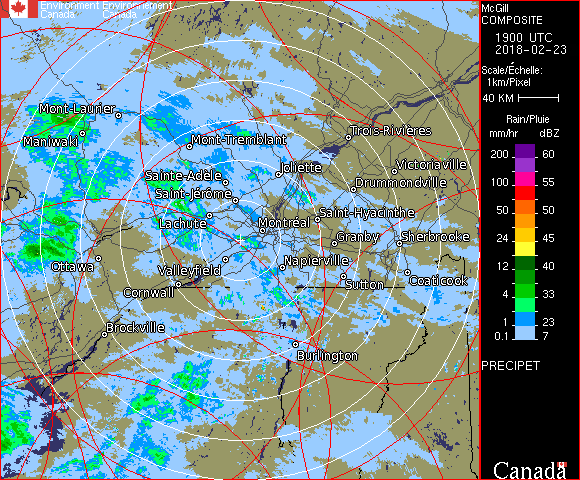 Environment Environnement
Canada Canada
McGill
COMPOSITE
1900 UTC
2018-02-23
Scale/Échelle:
1km/Pixel
40 KM
Rain/Pluie
mm/hr dBZ
200 60
100 55
50 50
24 45
12 40
4 33
1 23
0.1 7
PRECIPET
Canada
Mont-Laurier
Maniwaki
Mont-Tremblant
Trois-Rivières
Joliette
Victoriaville
Sainte-Adèle
Drummondville
Saint-Jérôme
Saint-Hyacinthe
Lachute
Montréal
Granby
Sherbrooke
Ottawa
Valleyfield
Napierville
Sutton
Coaticook
Cornwall
Brockville
Burlington